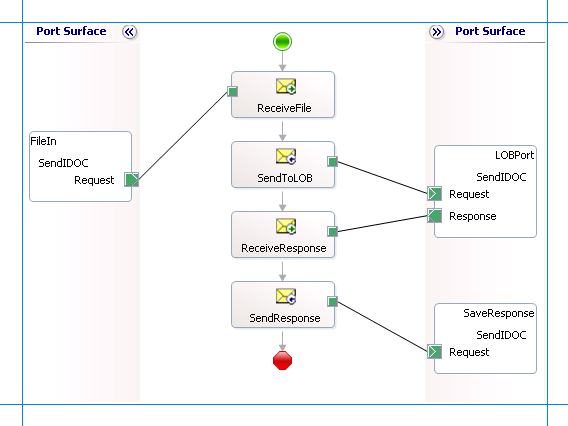 Port Surface
Port Surface
ReceiveFile
FileIn
SendIDOC
Request
SendToLOB
LOBPort
SendIDOC
Request
Response
ReceiveResponse
SendResponse
SaveResponse
SendIDOC
Request